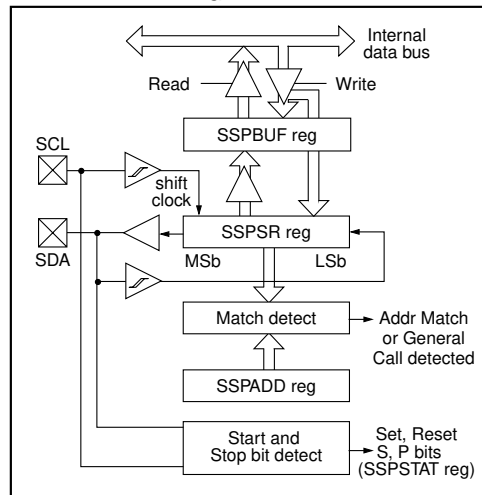 Internal
data bus
Read
Write
SSPBUF reg
SCL
shift
clock
SDA
SSPSR reg
MSb
LSb
Match detect
Addr Match
or General
Call detected
SSPADD reg
Start and
Stop bit detect
Set, Reset
S, P bits
(SSPSTAT reg)